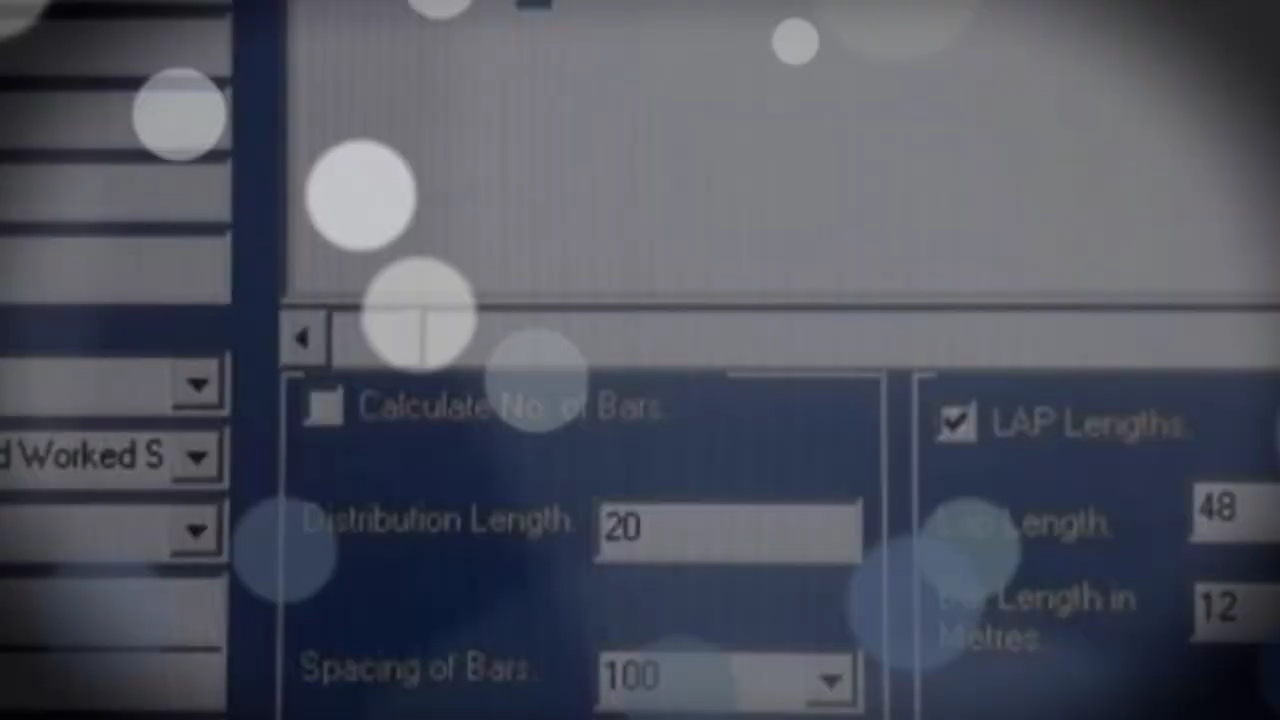 d Worked S
Calculate No. of Bars.
Distribution Length.
20
Spacing of Bars.
100
LAP Lengths.
Lap Length.
48
Length in
Metres.
12